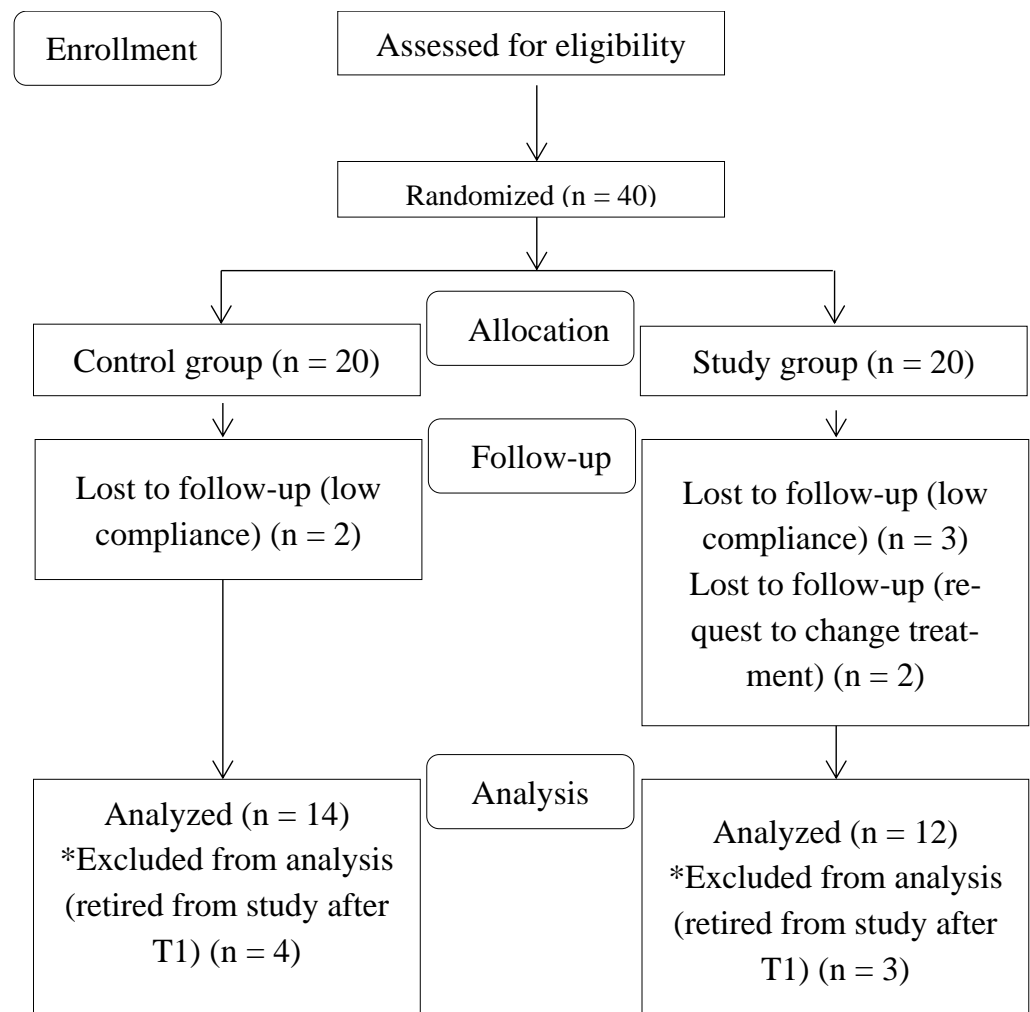 Enrollment
Assessed for eligibility
Randomized (n = 40)
Allocation
Control group (n = 20)
Study group (n = 20)
Follow-up
Lost to follow-up (low
compliance) (n = 2)
Lost to follow-up (low
compliance) (n = 3)
Lost to follow-up (re-
quest to change treat-
ment) (n = 2)
Analysis
Analyzed (n = 14)
*Excluded from analysis
(retired from study after
T1) (n = 4)
Analyzed (n = 12)
*Excluded from analysis
(retired from study after
T1) (n = 3)